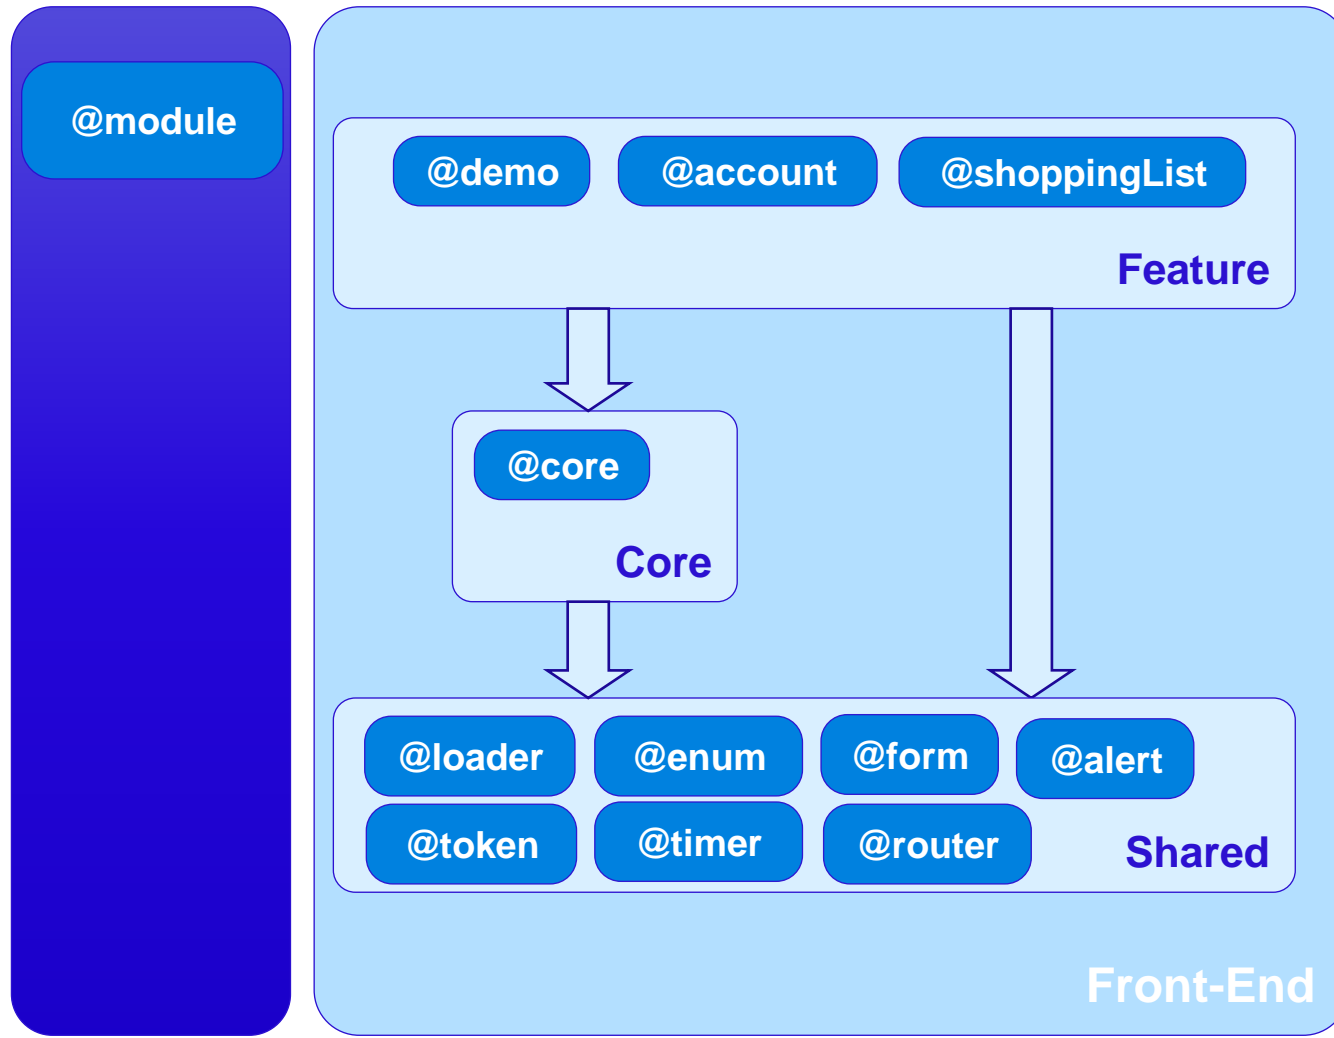 @module
@demo
@account
@shoppingList
Feature
@core
Core
@loader
@enum
@form
@alert
@token
@timer
@router
Shared
Front-End